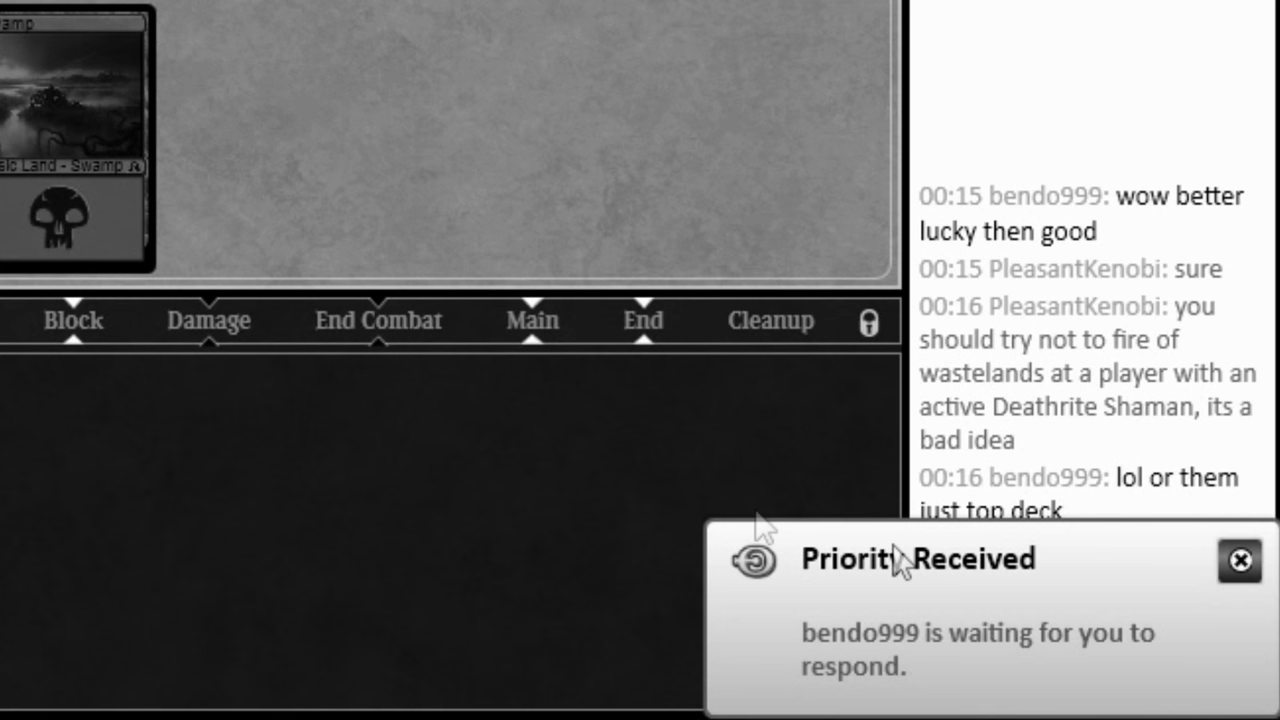 Land - Swamp
Block Damage End Combat Main End Cleanup
00:15 bendo999: wow better
lucky then good
00:15 PleasantKenobi: sure
00:16 PleasantKenobi: you
should try not to fire of
wastelands at a player with an
active Deathrite Shaman, its a
bad idea
00:16 bendo999: lol or them
just top deck
Priority Received
bendo999 is waiting for you to
respond.